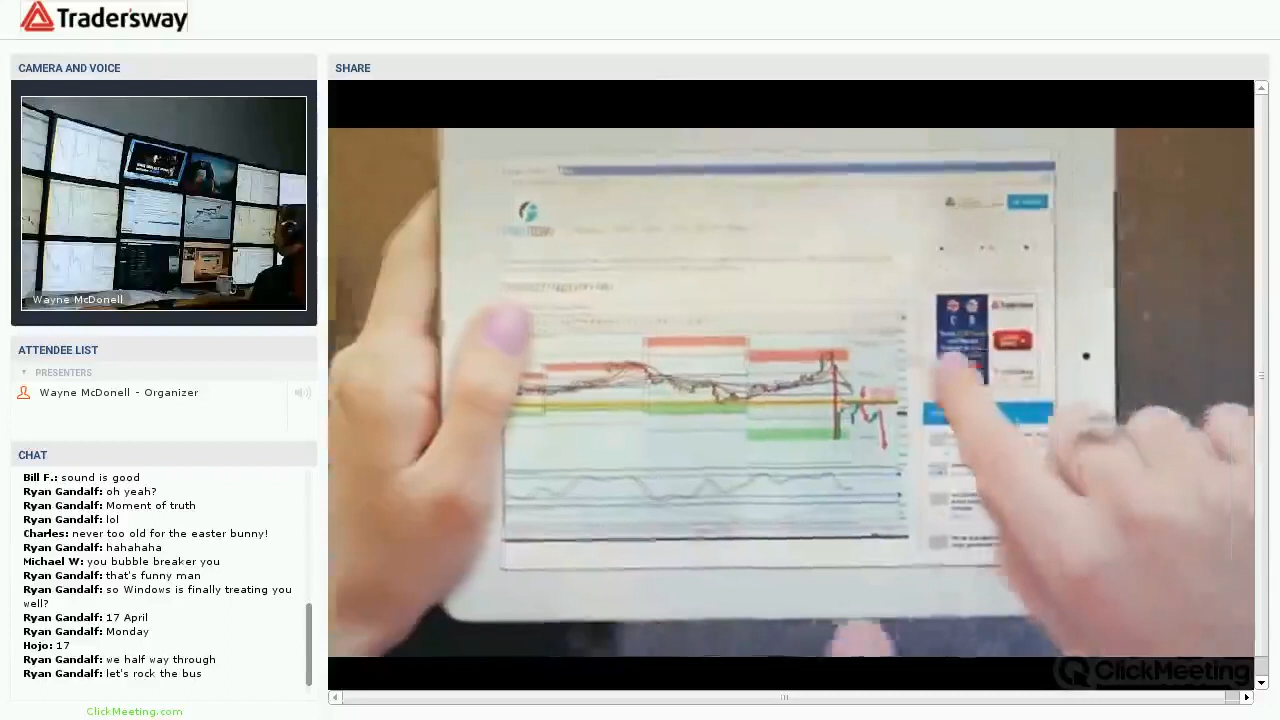 Tradersway
CAMERA AND VOICE
SHARE
Wayne McDonell
ATTENDEE LIST
PRESENTERS
Wayne McDonell - Organizer
CHAT
Bill F.: sound is good
Ryan Gandalf: oh yeah?
Ryan Gandalf: Moment of truth
Ryan Gandalf: lol
Charles: never too old for the easter bunny!
Ryan Gandalf: hahahaha
Michael W: you bubble breaker you
Ryan Gandalf: that's funny man
Ryan Gandalf: so Windows is finally treating you
well?
Ryan Gandalf: 17 April
Ryan Gandalf: Monday
Hojo: 17
Ryan Gandalf: we half way through
Ryan Gandalf: let's rock the bus
ClickMeeting.com
ClickMeeting